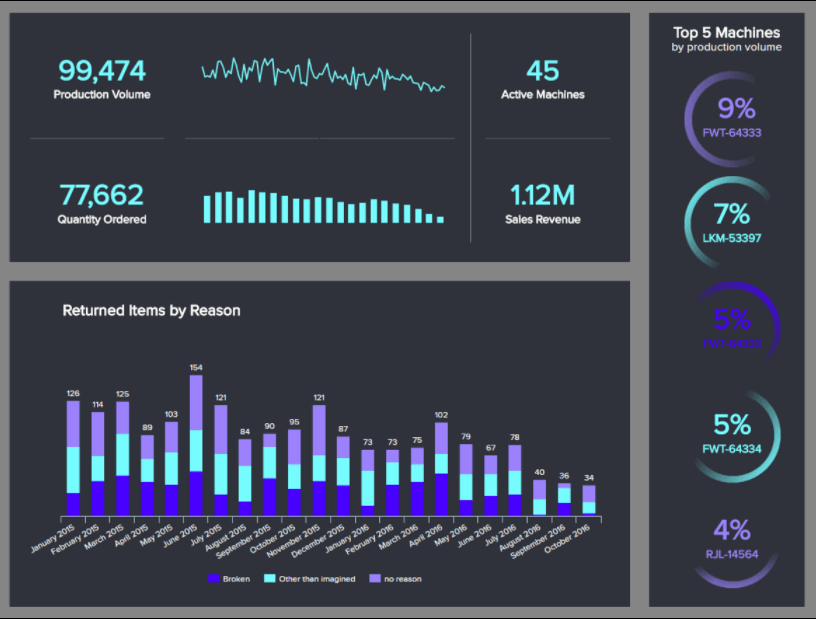 99,474
Production Volume
45
Active Machines
77,662
Quantity Ordered
1.12M
Sales Revenue
Top 5 Machines
by production volume
9%
FWT-64333
7%
LKM-53397
5%
5%
FWT-64334
4%
RJL-14564
Returned Items by Reason
126
114
125
89
103
154
121
84
90
95
121
87
73
73
75
102
79
67
78
40
36
34
January 2015
February 2015
March 2015
April 2015
May 2015
June 2015
July 2015
August 2015
September 2015
October 2015
November 2015
December 2015
January 2016
February 2016
March 2016
April 2016
May 2016
June 2016
July 2016
August 2016
September 2016
October 2016
Broken
Other than imagined
no reason